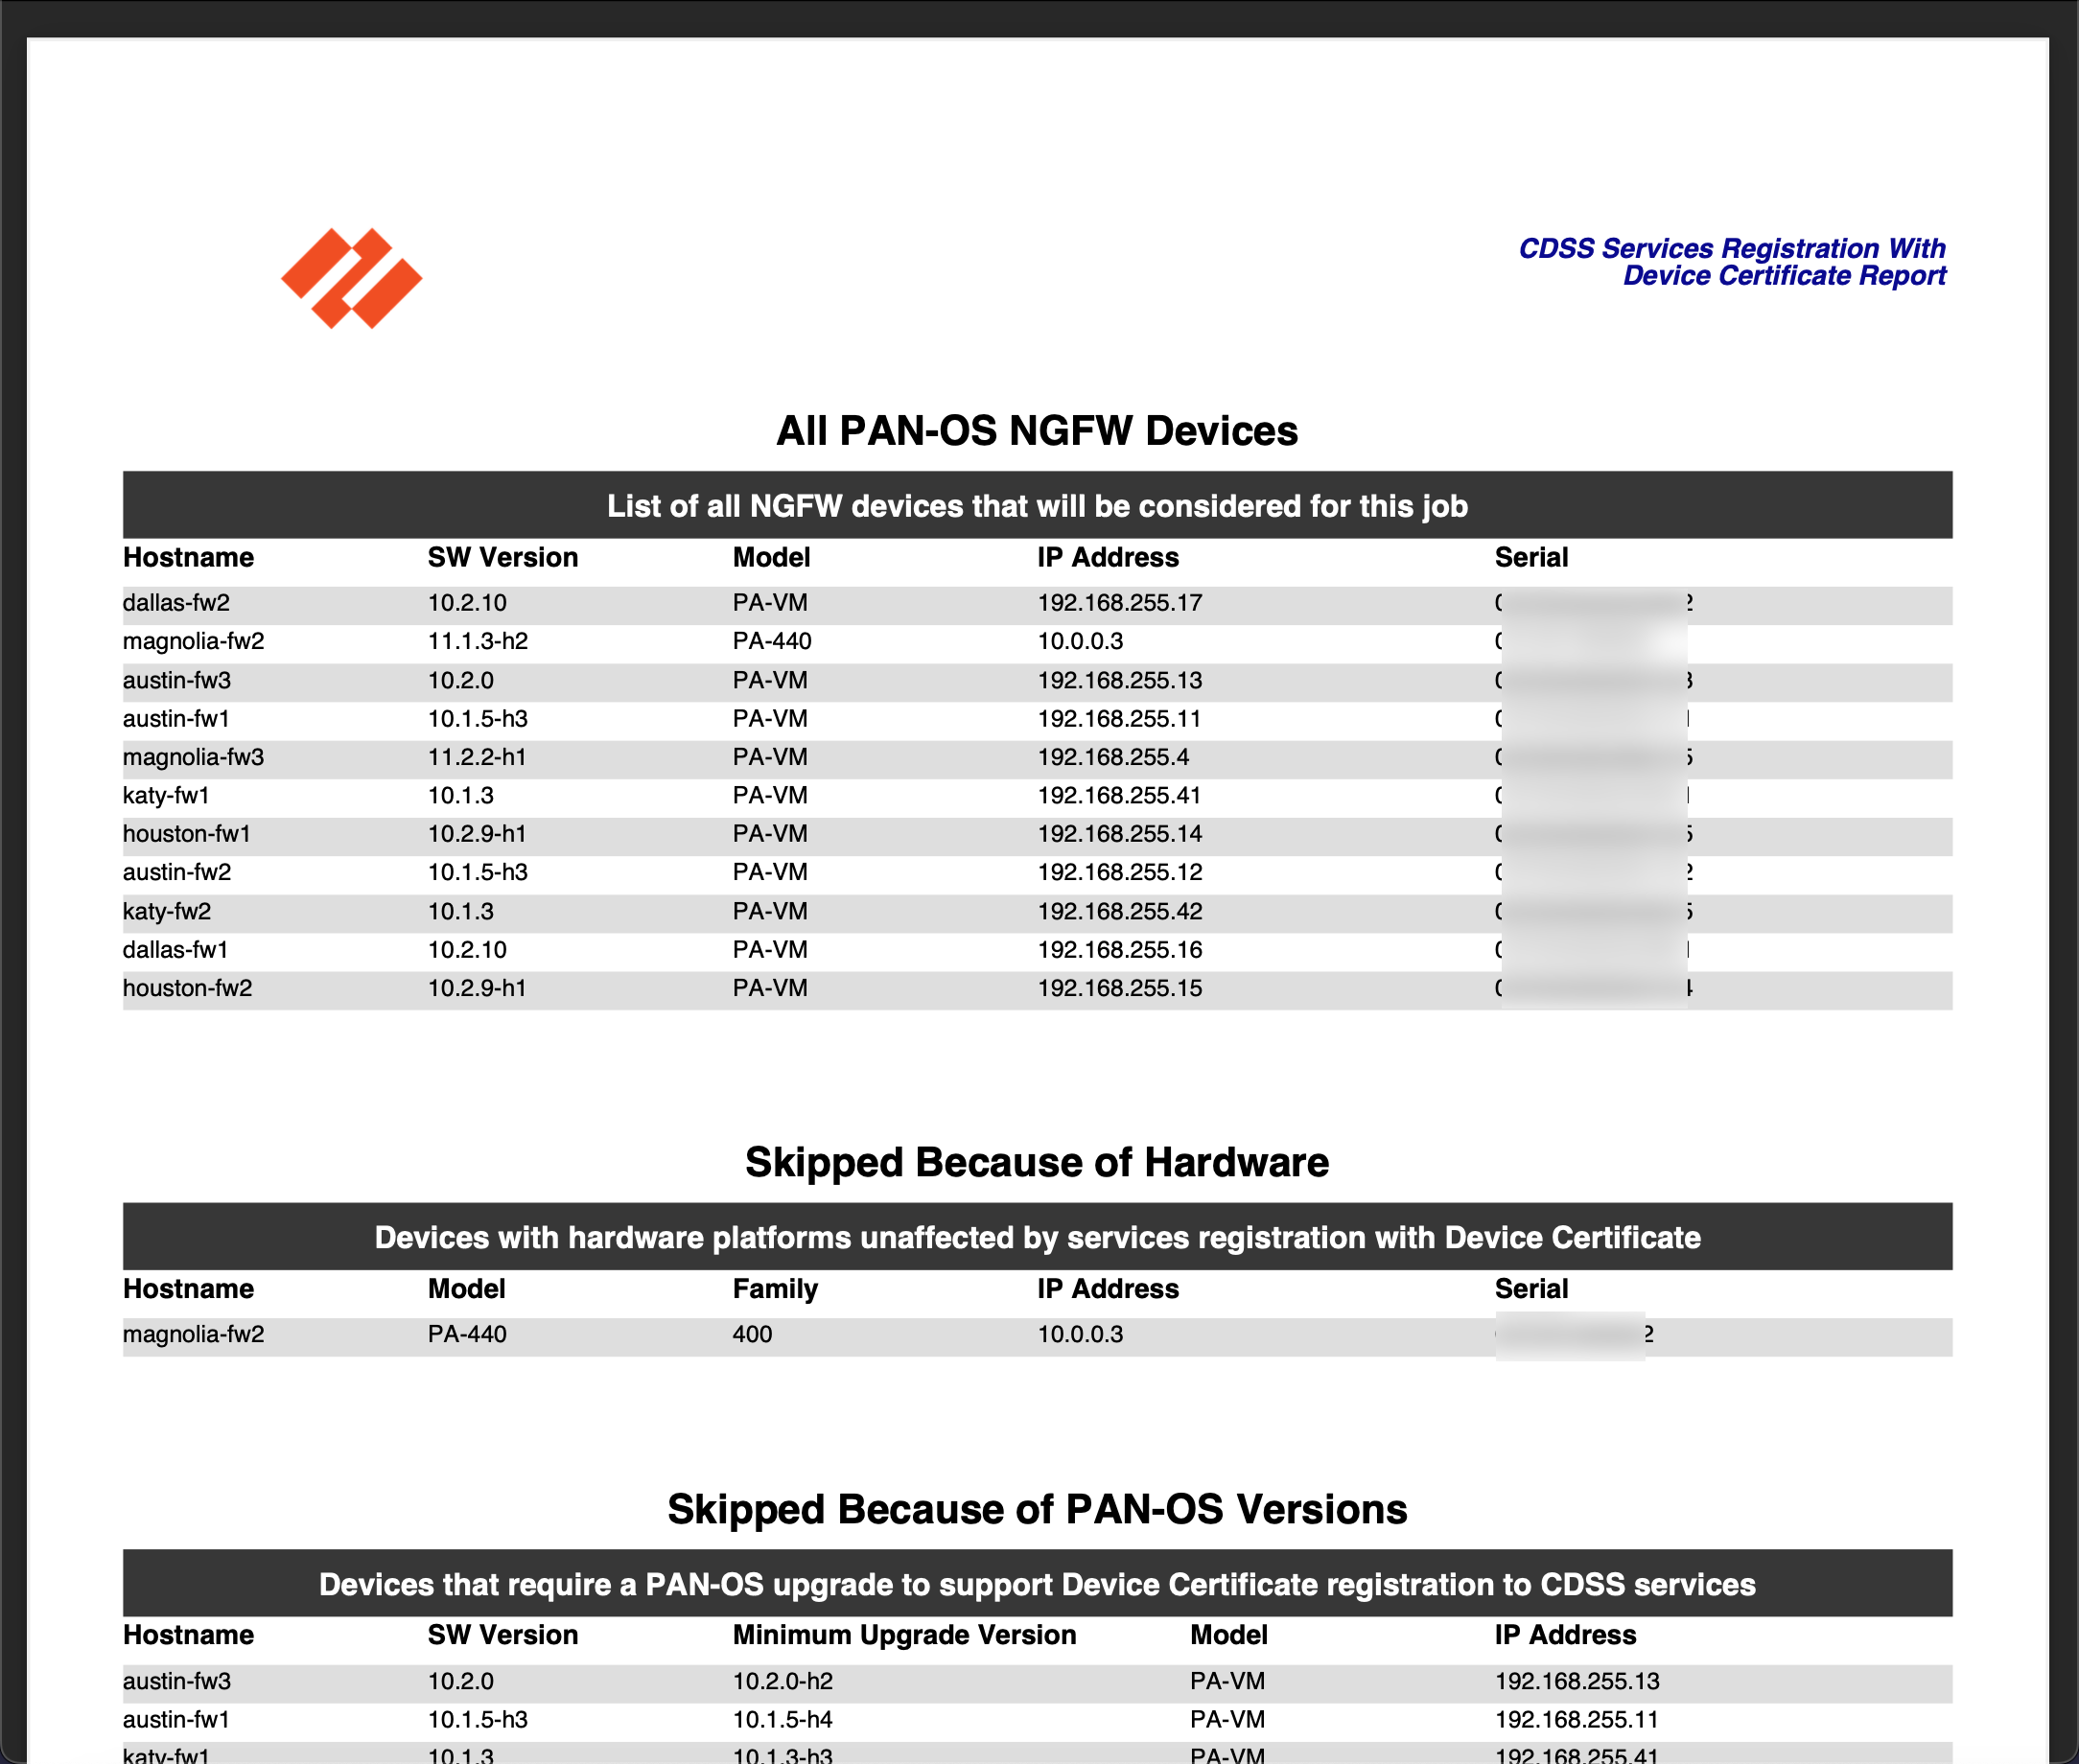 CDSS Services Registration With
Device Certificate Report
All PAN-OS NGFW Devices
List of all NGFW devices that will be considered for this job
Hostname SW Version Model IP Address Serial
dallas-fw2 10.2.10 PA-VM 192.168.255.17
magnolia-fw2 11.1.3-h2 PA-440 10.0.0.3
austin-fw3 10.2.0 PA-VM 192.168.255.13
austin-fw1 10.1.5-h3 PA-VM 192.168.255.11
magnolia-fw3 11.2.2-h1 PA-VM 192.168.255.4
katy-fw1 10.1.3 PA-VM 192.168.255.41
houston-fw1 10.2.9-h1 PA-VM 192.168.255.14
austin-fw2 10.1.5-h3 PA-VM 192.168.255.12
katy-fw2 10.1.3 PA-VM 192.168.255.42
dallas-fw1 10.2.10 PA-VM 192.168.255.16
houston-fw2 10.2.9-h1 PA-VM 192.168.255.15
Skipped Because of Hardware
Devices with hardware platforms unaffected by services registration with Device Certificate
Hostname Model Family IP Address Serial
magnolia-fw2 PA-440 400 10.0.0.3
Skipped Because of PAN-OS Versions
Devices that require a PAN-OS upgrade to support Device Certificate registration to CDSS services
Hostname SW Version Minimum Upgrade Version Model IP Address
austin-fw3 10.2.0 10.2.0-h2 PA-VM 192.168.255.13
austin-fw1 10.1.5-h3 10.1.5-h4 PA-VM 192.168.255.11
katy-fw1 10.1.3 10.1.3-h3 PA-VM 192.168.255.41